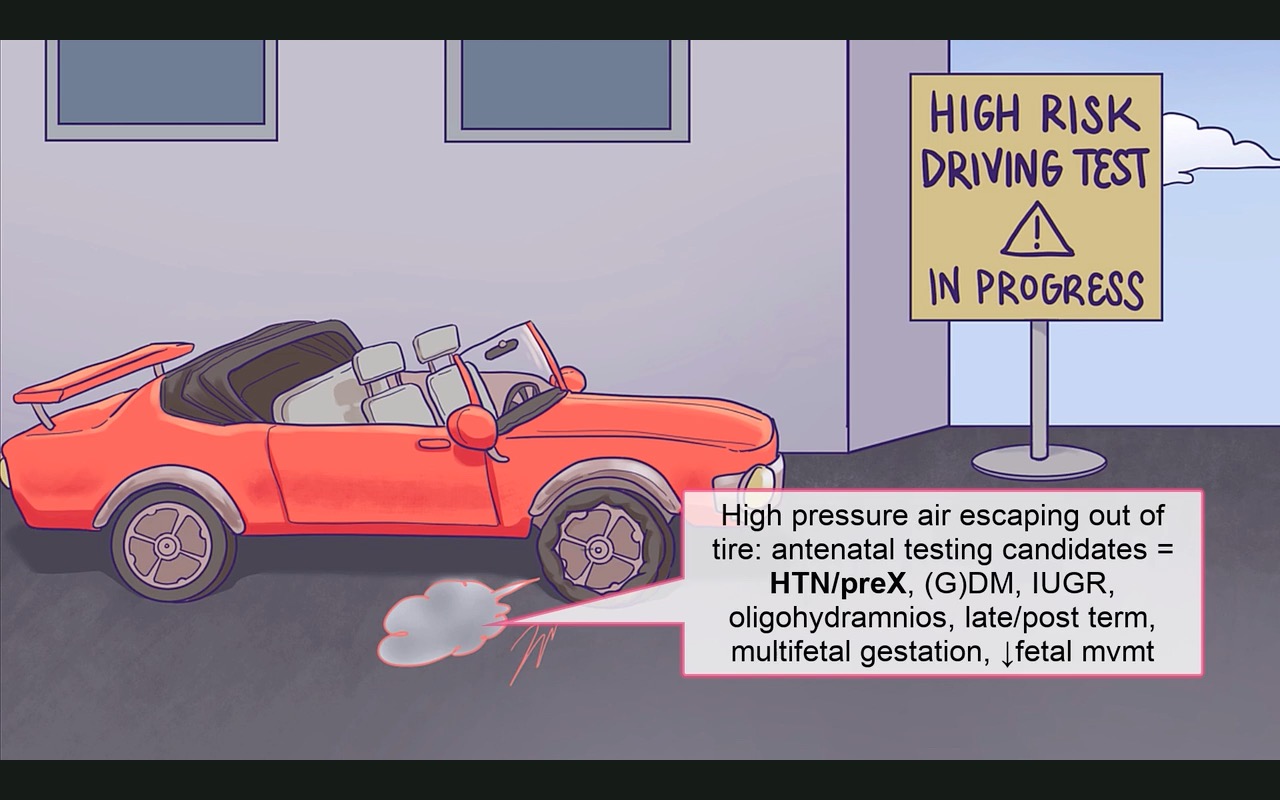 HIGH RISK
DRIVING TEST
!
IN PROGRESS
High pressure air escaping out of
tire: antenatal testing candidates =
HTN/preX, (G)DM, IUGR,
oligohydramnios, late/post term,
multifetal gestation, ↓fetal mvmt